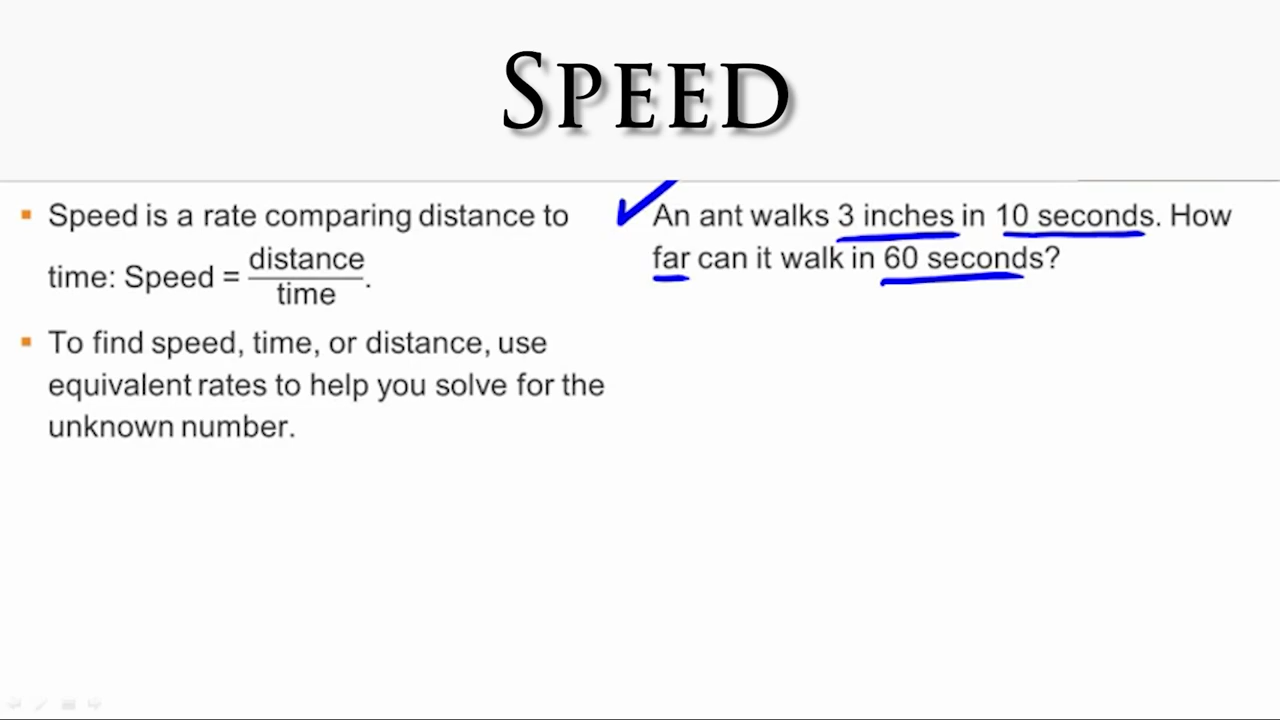 SPEED
▪ Speed is a rate comparing distance to
time: Speed = distance/time.
▪ To find speed, time, or distance, use
equivalent rates to help you solve for the
unknown number.
✓ An ant walks 3 inches in 10 seconds. How
far can it walk in 60 seconds?